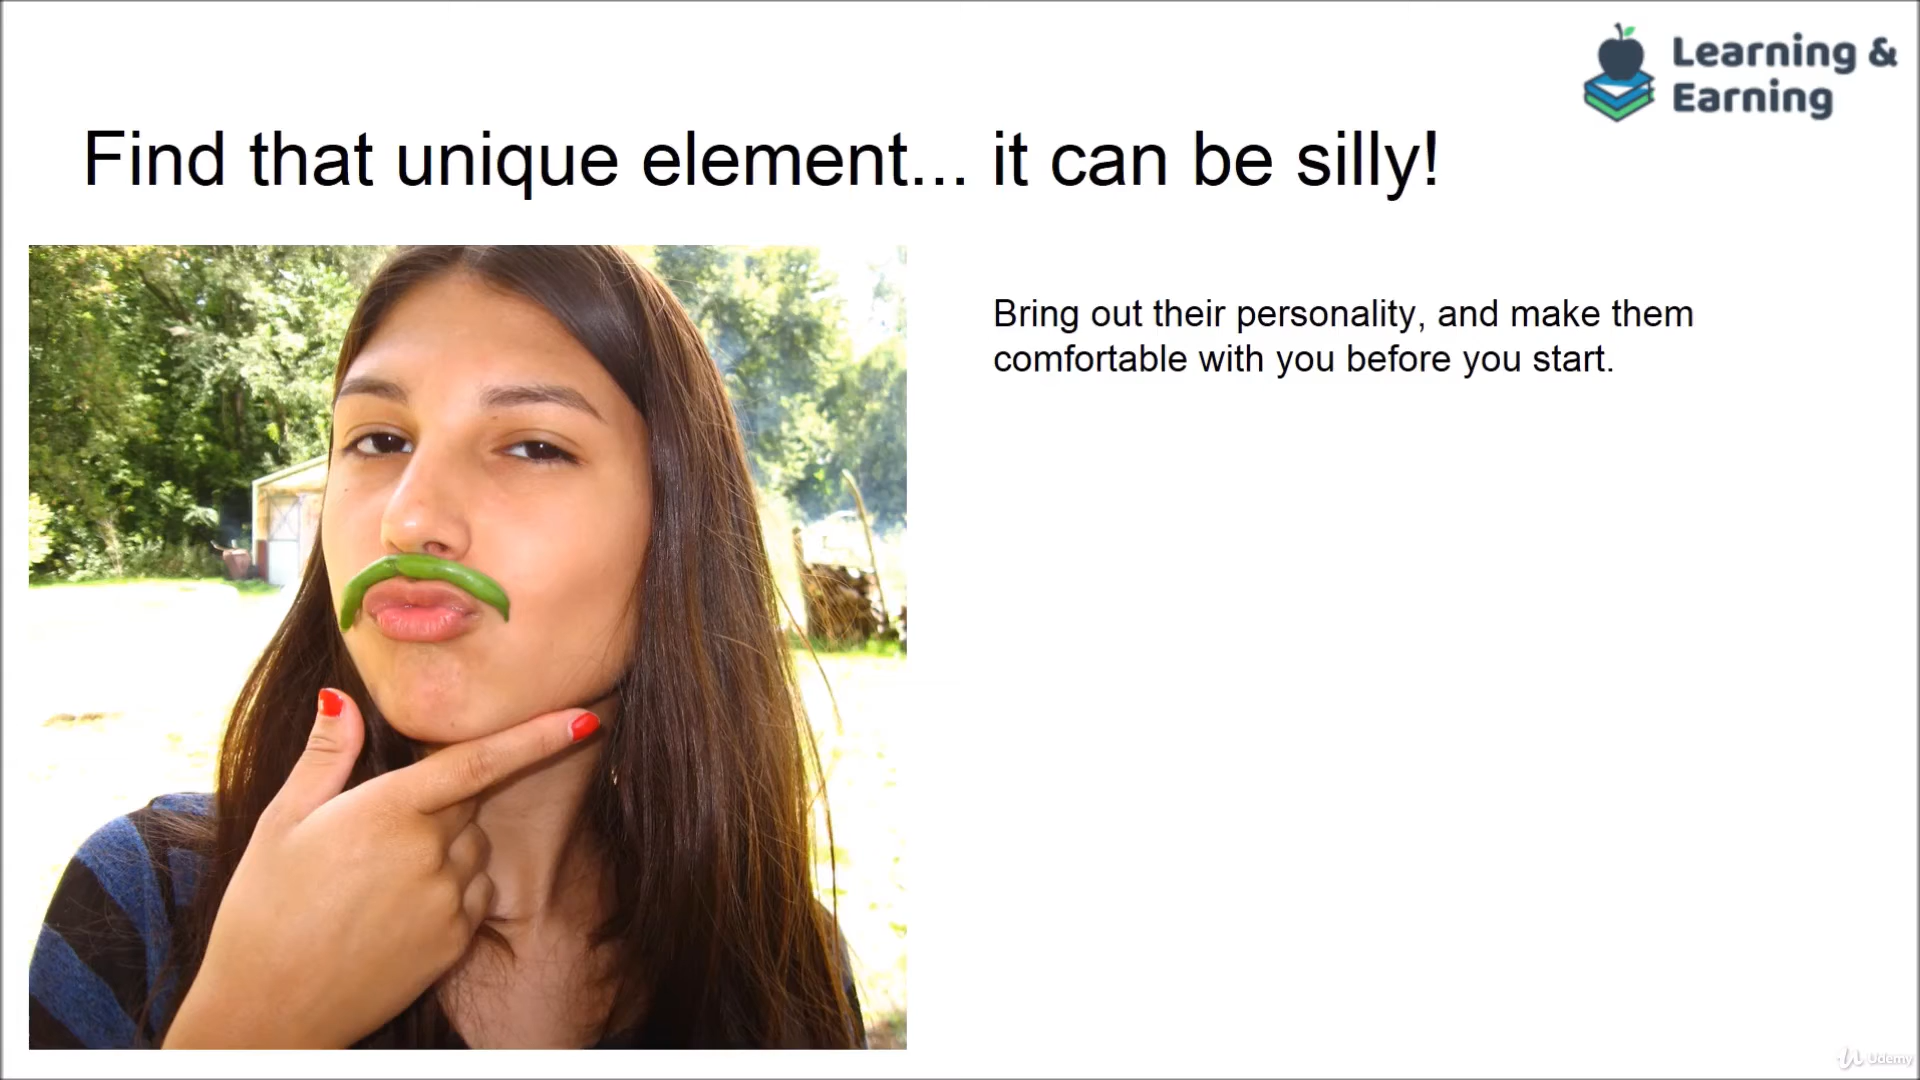 Learning &
Earning
Find that unique element... it can be silly!
Bring out their personality, and make them
comfortable with you before you start.
Udemy